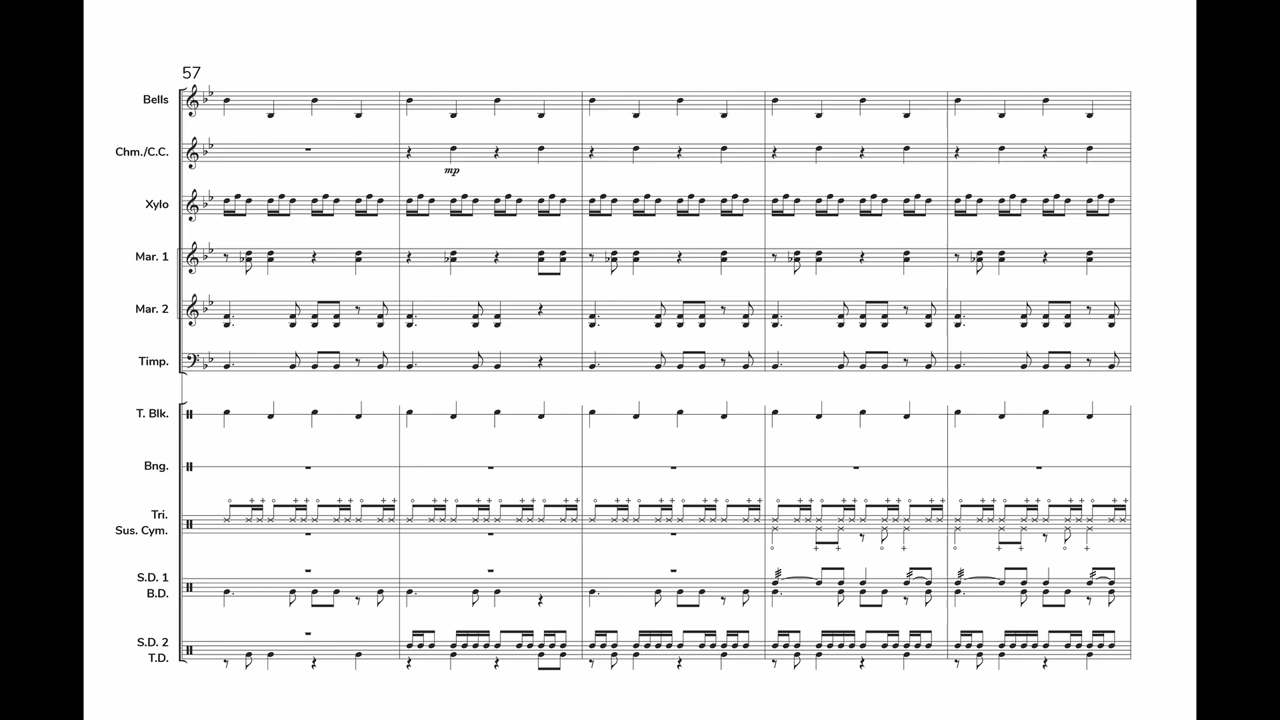 57
Bells
Chm./C.C.
mp
Xylo
Mar. 1
Mar. 2
Timp.
T. Blk.
Bng.
Tri.
Sus. Cym.
S.D. 1
B.D.
S.D. 2
T.D.